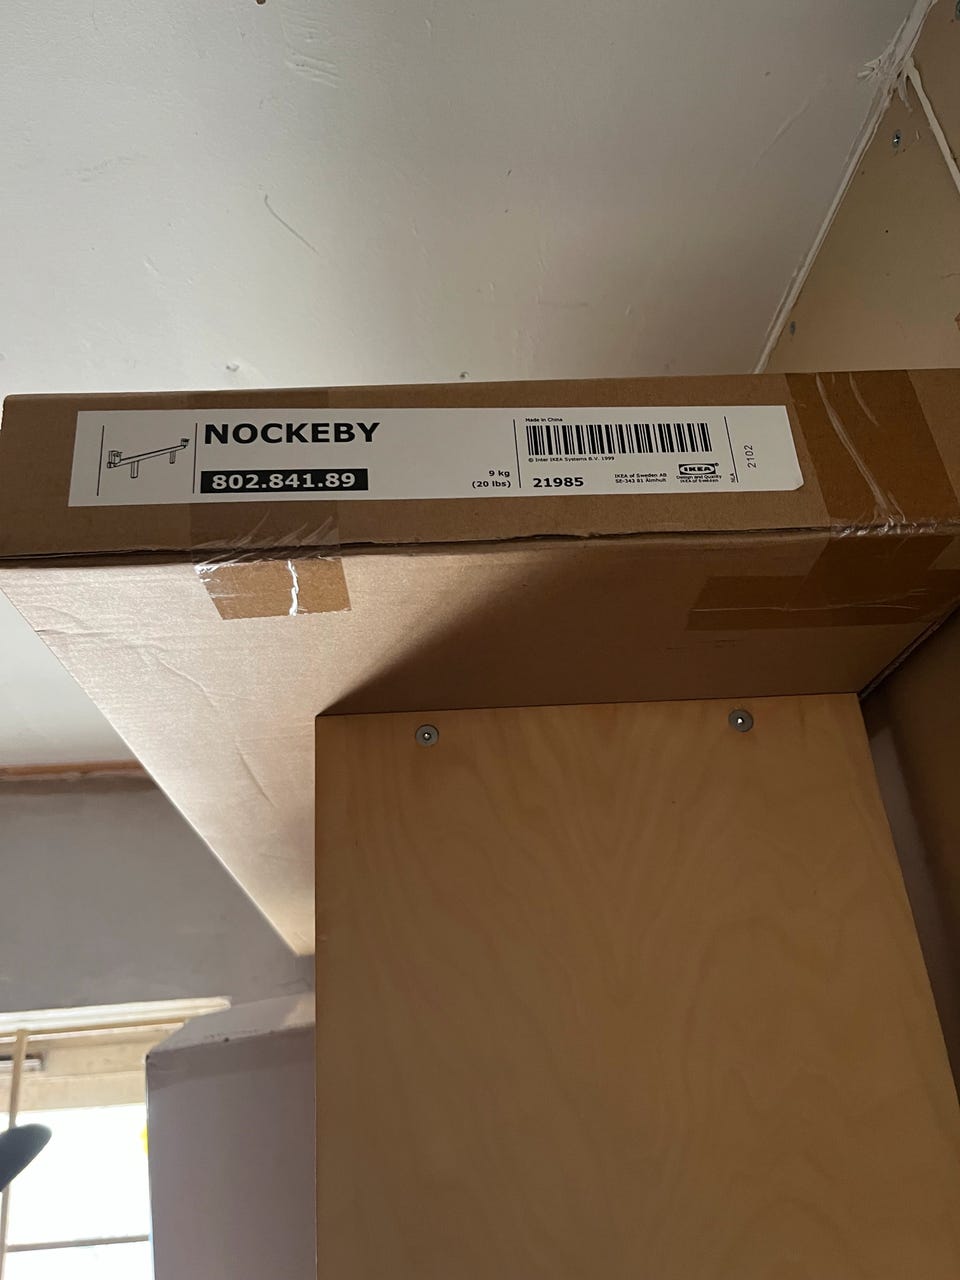 NOCKEBY
802.841.89
9 kg
(20 lbs)
Made in China
© Inter IKEA Systems B.V. 1999
21985
IKEA of Sweden AB
SE-343 81 Älmhult
IKEA
Design and Quality
IKEA of Sweden
2102